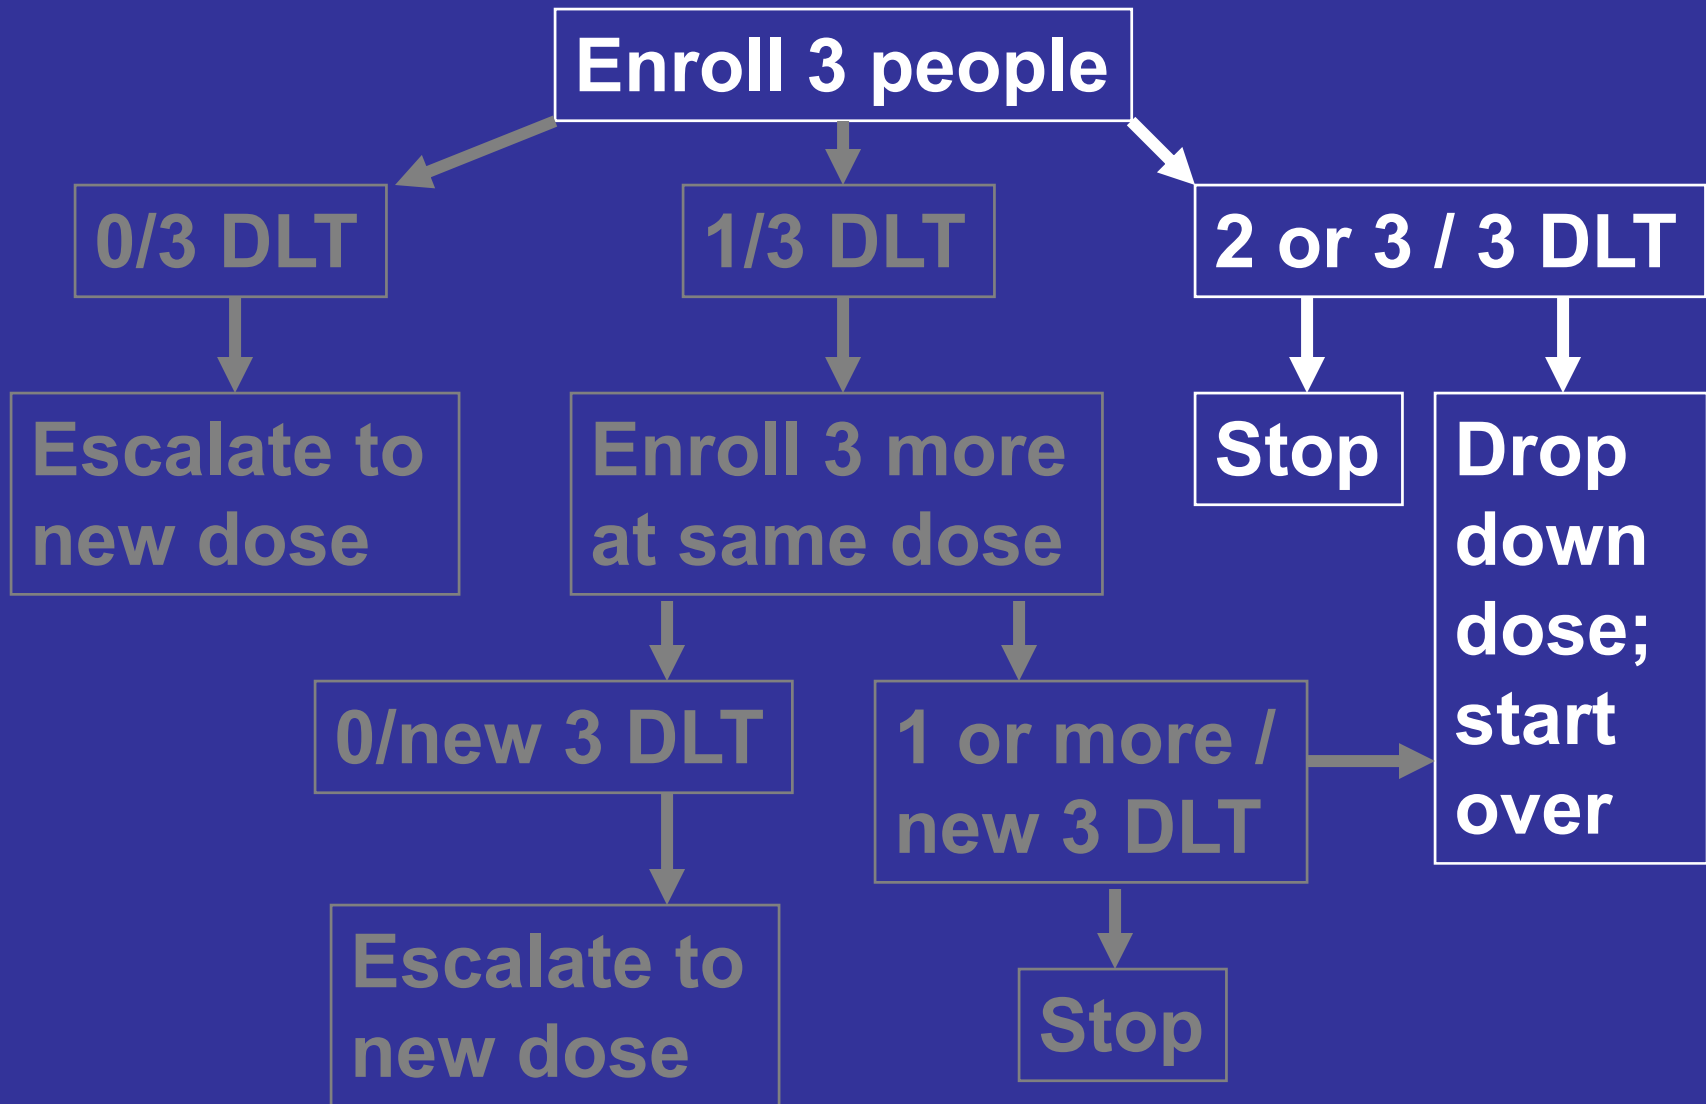 Enroll 3 people
0/3 DLT
1/3 DLT
2 or 3 / 3 DLT
Escalate to
new dose
Enroll 3 more
at same dose
Stop
Drop
down
dose;
start
over
0/new 3 DLT
1 or more /
new 3 DLT
Escalate to
new dose
Stop